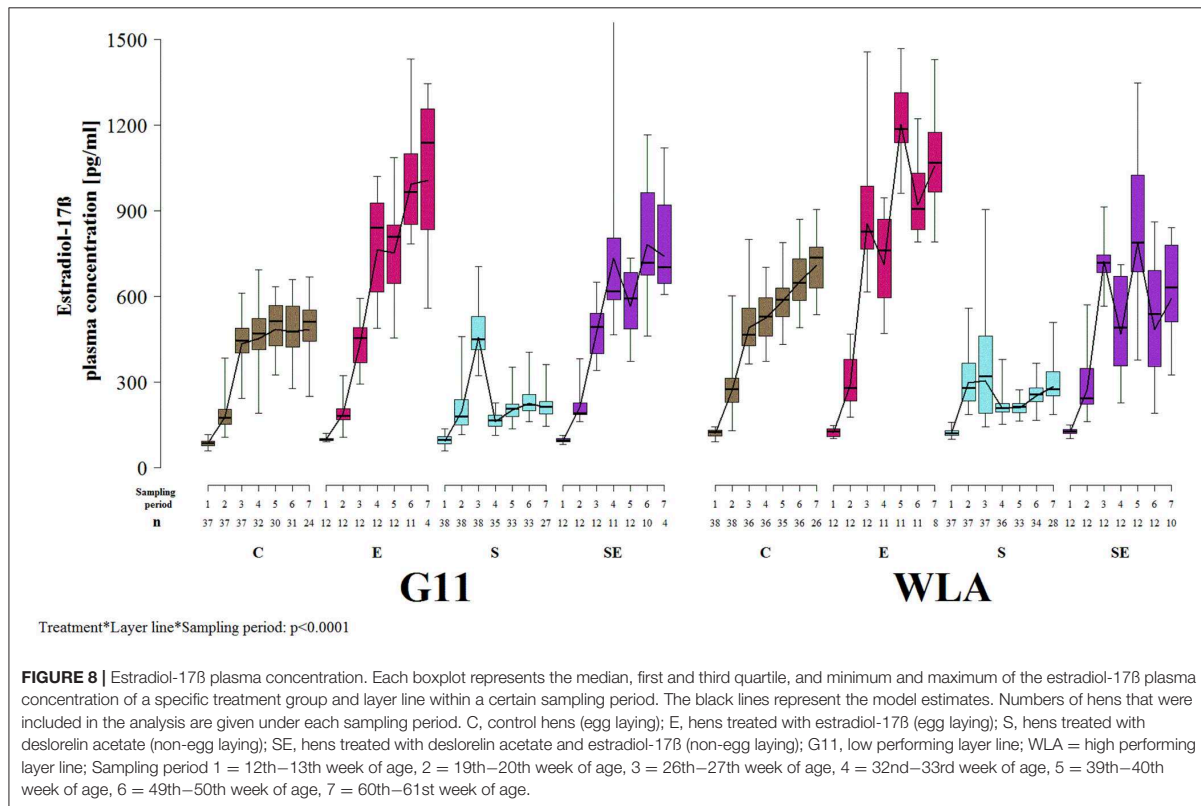 1500
1200
900
600
300
0
Estradiol-17ß
plasma concentration [pg/ml]
Sampling
period
1 2 3 4 5 6 7 1 2 3 4 5 6 7 1 2 3 4 5 6 7 1 2 3 4 5 6 7 1 2 3 4 5 6 7 1 2 3 4 5 6 7 1 2 3 4 5 6 7 1 2 3 4 5 6 7
n 37 37 37 32 30 31 24 12 12 12 12 12 11 4 38 38 38 35 33 33 27 12 12 12 11 12 10 4 38 38 36 35 35 36 26 12 12 12 11 11 11 8 37 37 37 36 33 34 28 12 12 12 12 12 12 10
C E S SE C E S SE
G11 WLA
Treatment*Layer line*Sampling period: p<0.0001
FIGURE 8 | Estradiol-17ß plasma concentration. Each boxplot represents the median, first and third quartile, and minimum and maximum of the estradiol-17ß plasma
concentration of a specific treatment group and layer line within a certain sampling period. The black lines represent the model estimates. Numbers of hens that were
included in the analysis are given under each sampling period. C, control hens (egg laying); E, hens treated with estradiol-17ß (egg laying); S, hens treated with
deslorelin acetate (non-egg laying); SE, hens treated with deslorelin acetate and estradiol-17ß (non-egg laying); G11, low performing layer line; WLA = high performing
layer line; Sampling period 1 = 12th–13th week of age, 2 = 19th–20th week of age, 3 = 26th–27th week of age, 4 = 32nd–33rd week of age, 5 = 39th–40th
week of age, 6 = 49th–50th week of age, 7 = 60th–61st week of age.